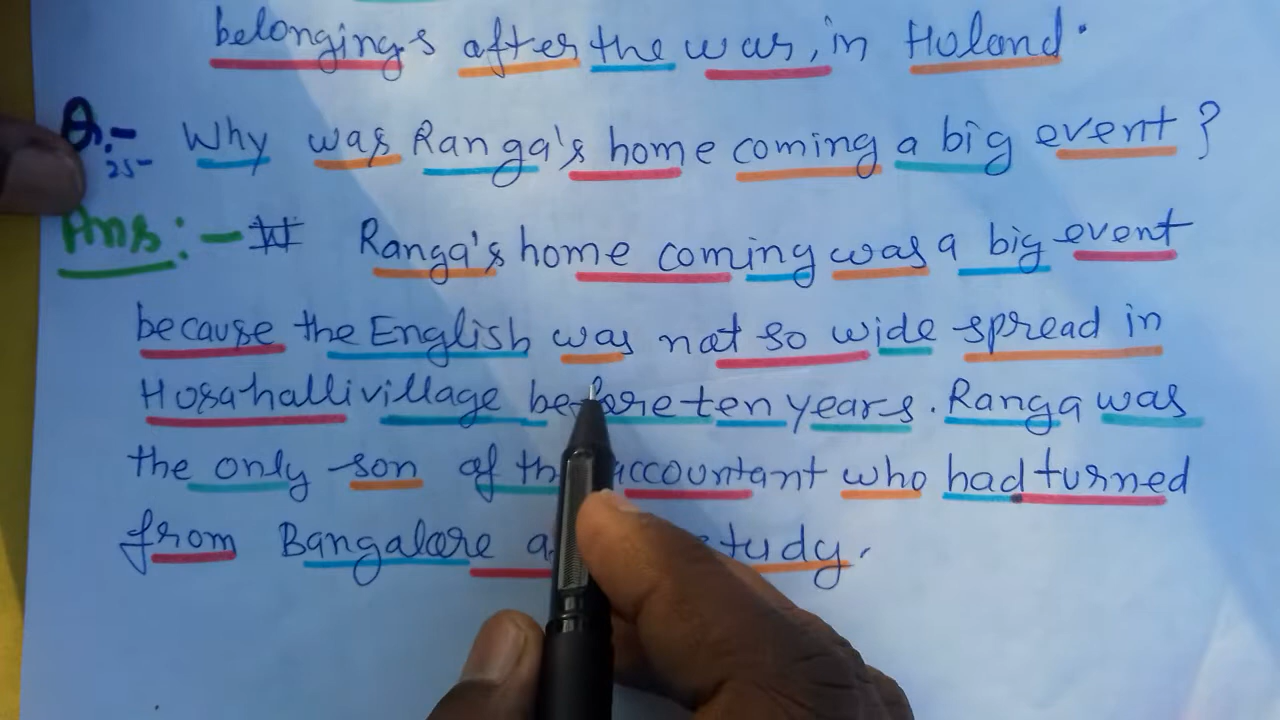 belongings after the war, in Holand.
Q:- Why was Ranga's home coming a big event?
25-
Ans:- Ranga's home coming was a big event
because the English was not so wide spread in
Hosahalli village before ten years. Ranga was
the only son of the accountant who had turned
from Bangalore study.